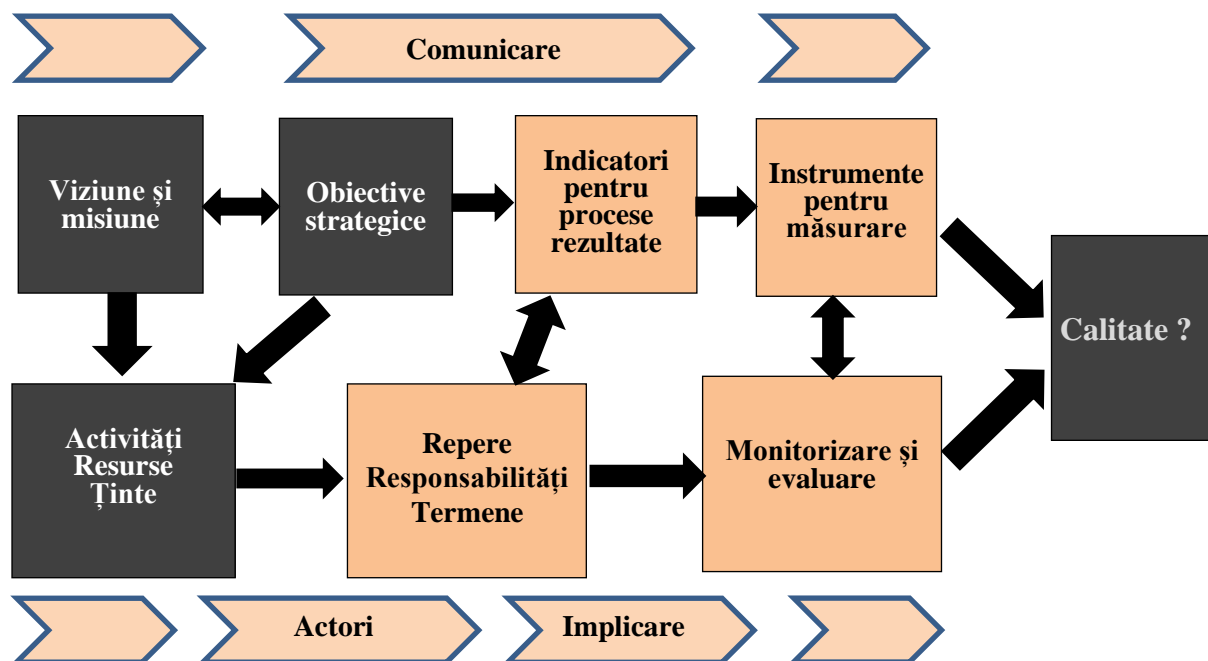 Comunicare
Viziune și
misiune
Obiective
strategice
Indicatori
pentru
procese
rezultate
Instrumente
pentru
măsurare
Calitate ?
Activități
Resurse
Ținte
Repere
Responsabilități
Termene
Monitorizare și
evaluare
Actori
Implicare